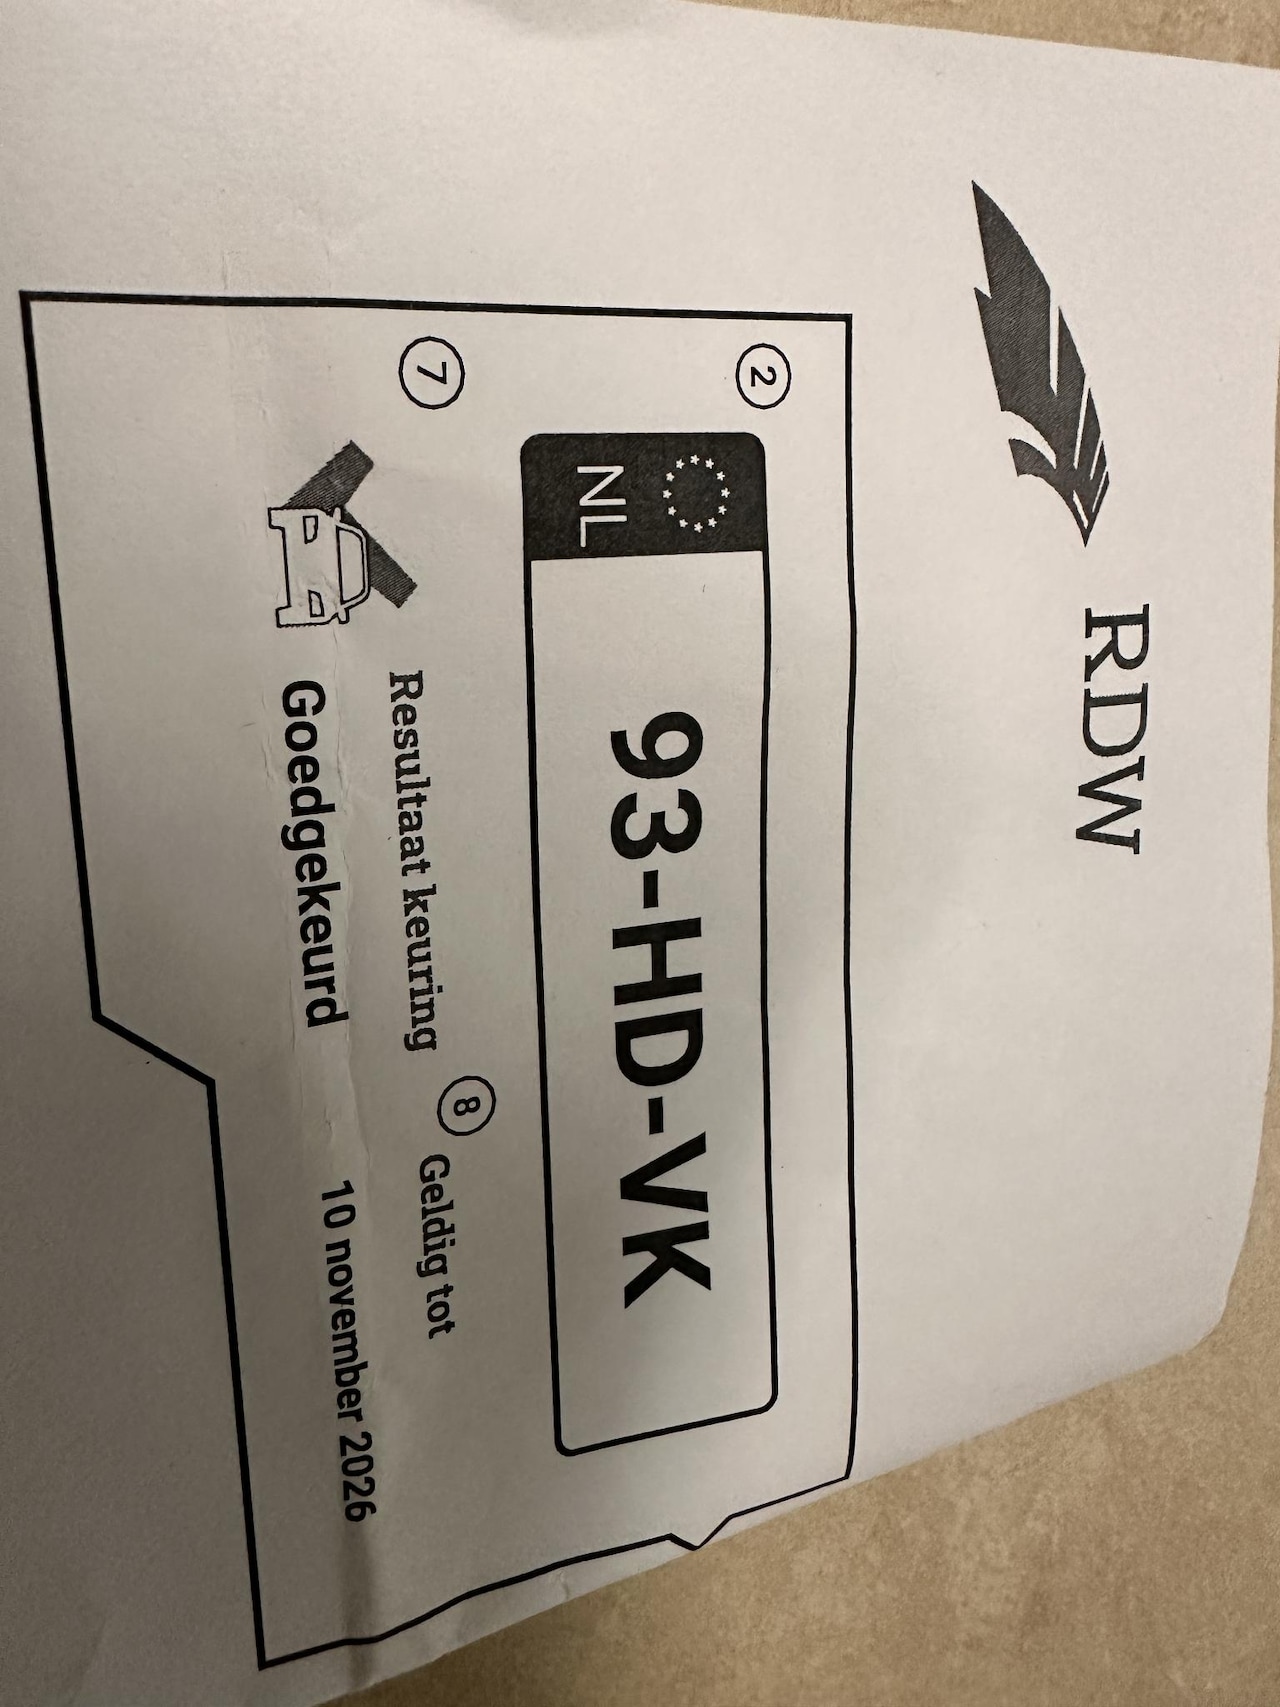 RDW
2
NL
93-HD-VK
7
Resultaat keuring
Goedgekeurd
8
Geldig tot
10 november 2026